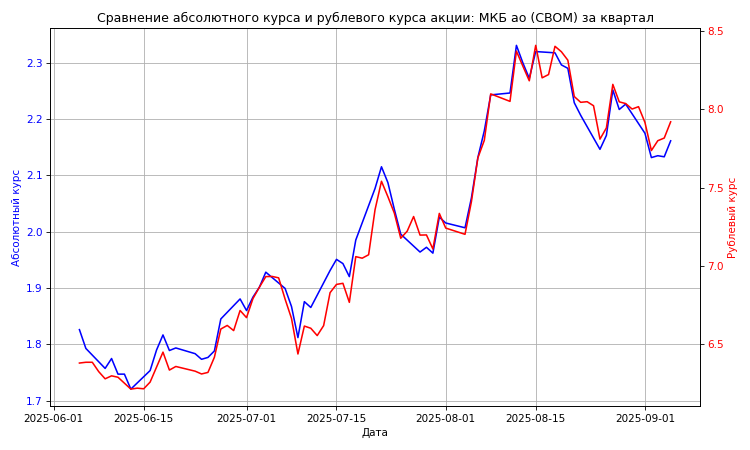 Сравнение абсолютного курса и рублевого курса акции: МКБ ао (CBOM) за квартал
8.5
2.3
8.0
2.2
7.5
2.1
Абсолютный курс
Рублевый курс
2.0
7.0
1.9
6.5
1.8
1.7
2025-06-01 2025-06-15 2025-07-01 2025-07-15 2025-08-01 2025-08-15 2025-09-01
Дата